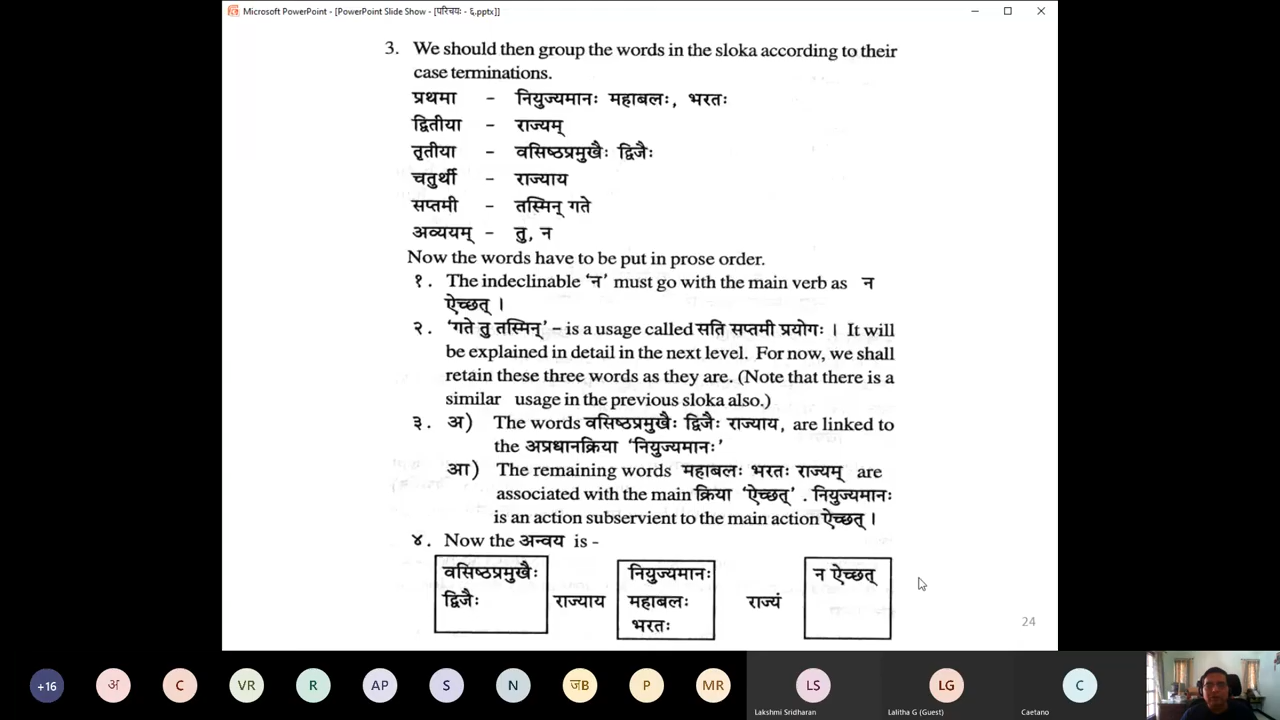 Microsoft PowerPoint - [PowerPoint Slide Show - [परिचयः - ६.pptx]]
3. We should then group the words in the sloka according to their
case terminations.
प्रथमा - नियुज्यमानः महाबलः, भरतः
द्वितीया - राज्यम्
तृतीया - वसिष्ठप्रमुखैः द्विजैः
चतुर्थी - राज्याय
सप्तमी - तस्मिन् गते
अव्ययम् - तु, न
Now the words have to be put in prose order.
१. The indeclinable ‘न’ must go with the main verb as न
ऐच्छत् ।
२. ‘गते तु तस्मिन्’ – is a usage called सति सप्तमी प्रयोगः । It will
be explained in detail in the next level. For now, we shall
retain these three words as they are. (Note that there is a
similar usage in the previous sloka also.)
३. अ) The words वसिष्ठप्रमुखैः द्विजैः राज्याय, are linked to
the अप्रधानक्रिया ‘नियुज्यमानः’
आ) The remaining words महाबलः भरतः राज्यम् are
associated with the main क्रिया ‘ऐच्छत्’. नियुज्यमानः
is an action subservient to the main action ऐच्छत् ।
४. Now the अन्वय is -
वसिष्ठप्रमुखैः नियुज्यमानः न ऐच्छत्
द्विजैः राज्याय महाबलः राज्यं
भरतः
24
+16 अ C VR R AP S N जB P MR LS LG C
Lakshmi Sridharan Lalitha G (Guest) Caetano